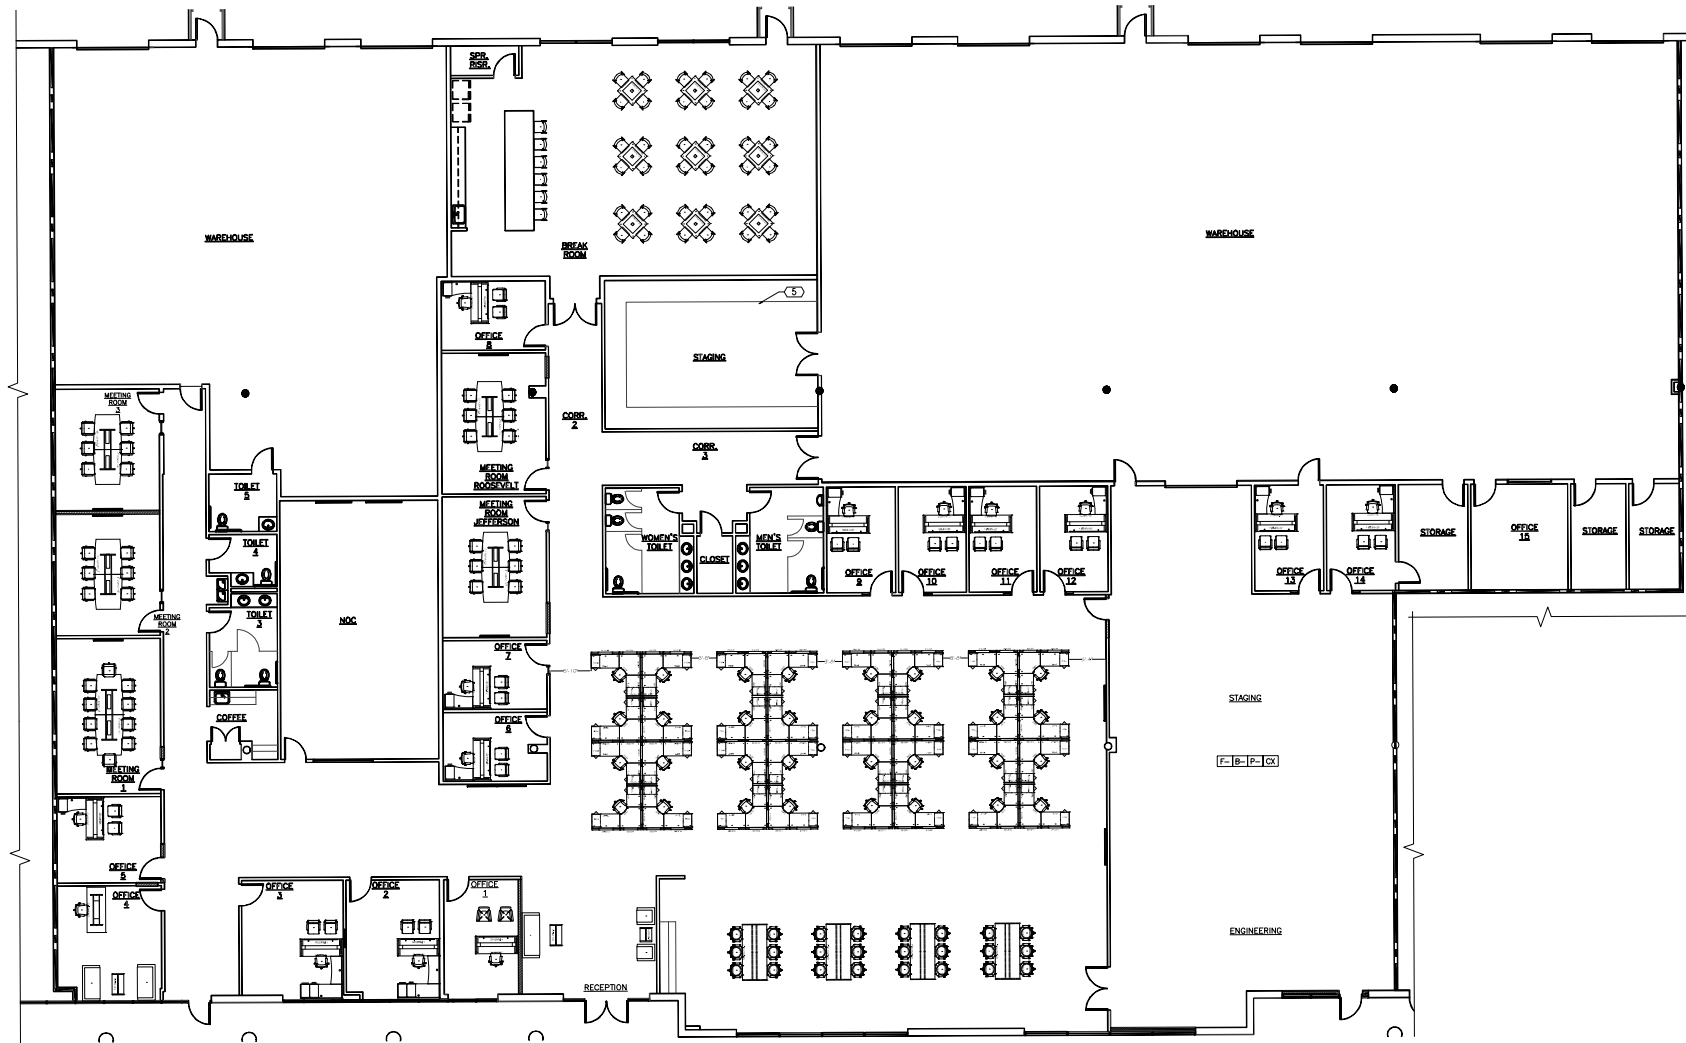 SPR.
RISR.
WAREHOUSE
BREAK
ROOM
WAREHOUSE
5
OFFICE
8
STAGING
MEETING
ROOM
3
CORR.
2
CORR.
3
MEETING
ROOM
ROOSEVELT
TOILET
5
MEETING
ROOM
JEFFERSON
WOMEN'S
TOILET
CLOSET
MEN'S
TOILET
OFFICE
9
OFFICE
10
OFFICE
11
OFFICE
12
OFFICE
13
OFFICE
14
STORAGE
OFFICE
15
STORAGE
STORAGE
TOILET
4
MEETING
ROOM
2
TOILET
3
NOC
OFFICE
7
COFFEE
OFFICE
6
STAGING
F- B- P- CX
MEETING
ROOM
1
OFFICE
5
OFFICE
4
OFFICE
3
OFFICE
2
OFFICE
1
ENGINEERING
RECEPTION